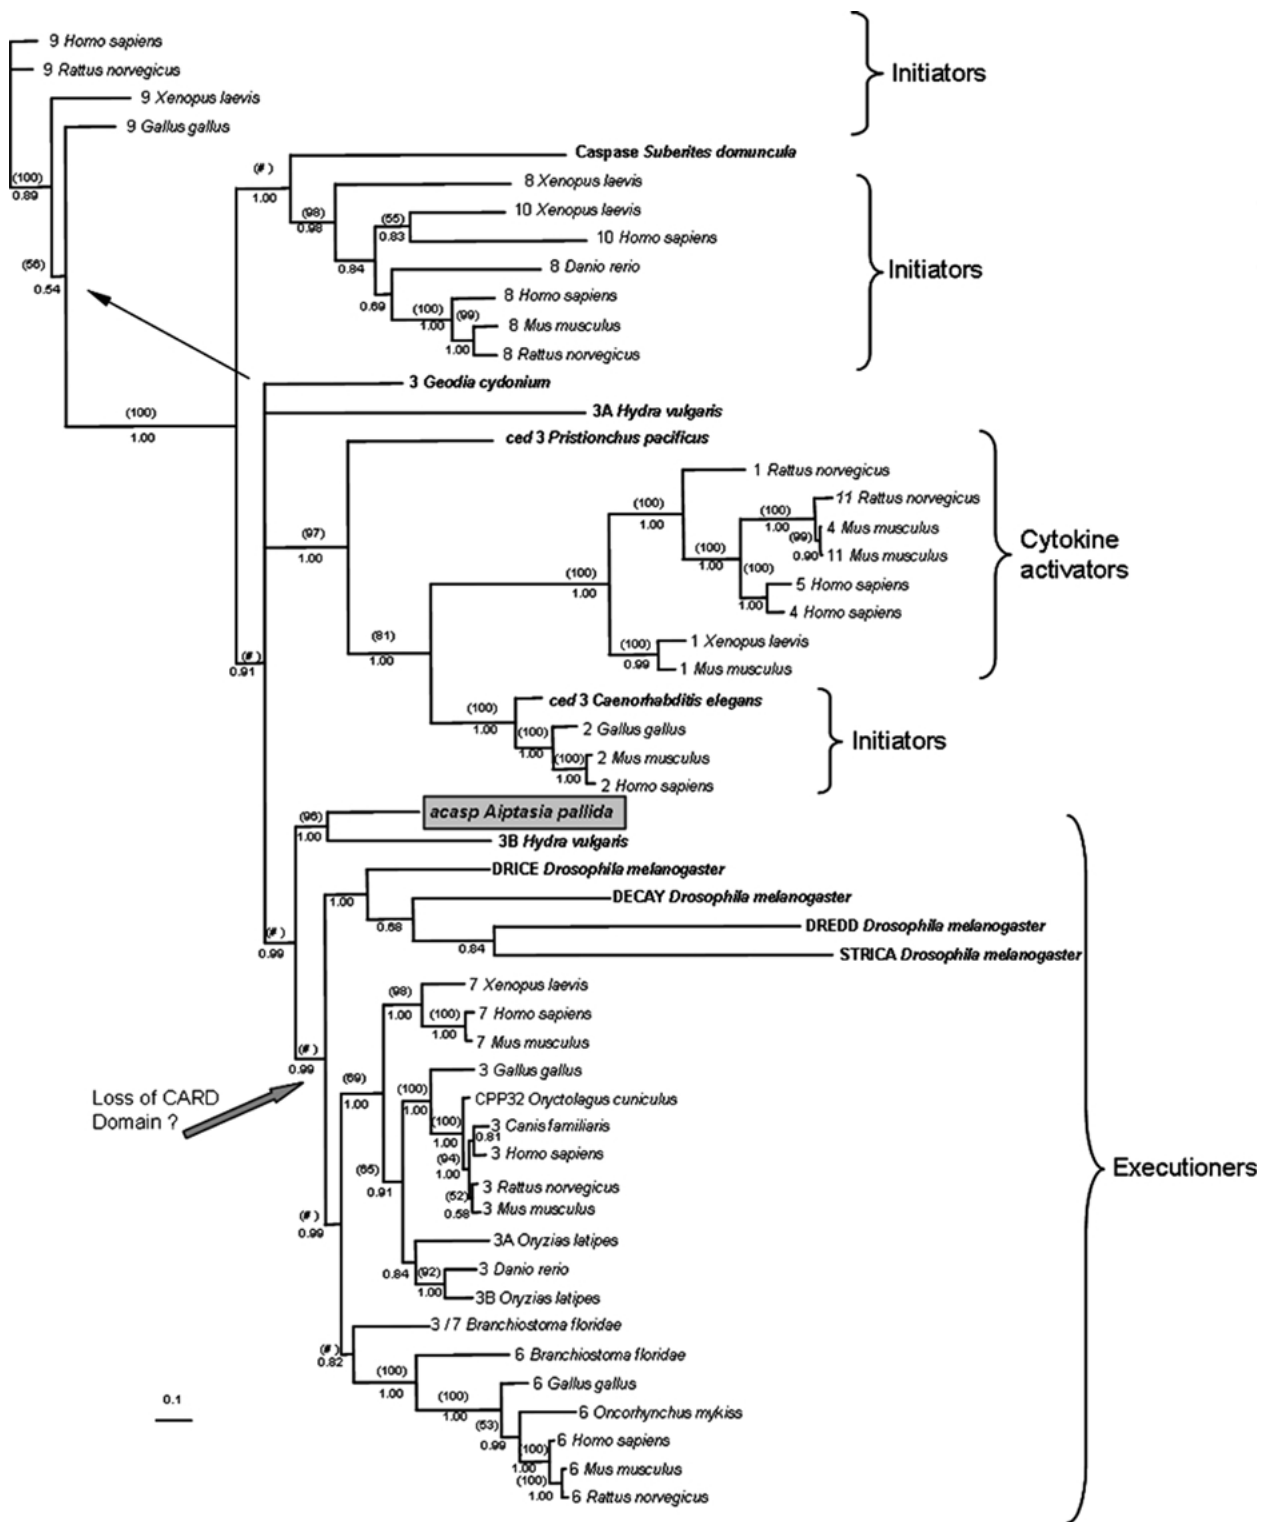 9 Homo sapiens
9 Rattus norvegicus
Initiators
9 Xenopus laevis
9 Gallus gallus
Caspase Suberites domuncula
(#)
(100)
0.89
1.00
8 Xenopus laevis
(98)
0.98
10 Xenopus laevis
(55)
0.83
10 Homo sapiens
(56)
0.54
0.84
8 Danio rerio
Initiators
0.69
8 Homo sapiens
(100)
1.00
(99)
8 Mus musculus
1.00
8 Rattus norvegicus
3 Geodia cydonium
3A Hydra vulgaris
(100)
1.00
ced 3 Pristionchus pacificus
1 Rattus norvegicus
(100)
1.00
11 Rattus norvegicus
(100)
1.00
4 Mus musculus
(99)
0.90
11 Mus musculus
Cytokine
activators
(97)
1.00
(100)
1.00
(100)
1.00
(100)
5 Homo sapiens
1.00
4 Homo sapiens
(81)
1.00
1 Xenopus laevis
(100)
0.99
1 Mus musculus
(#)
0.91
ced 3 Caenorhabditis elegans
(100)
1.00
2 Gallus gallus
(100)
1.00
Initiators
2 Mus musculus
(100)
1.00
2 Homo sapiens
acasp Aiptasia pallida
(96)
1.00
3B Hydra vulgaris
DRICE Drosophila melanogaster
1.00
DECAY Drosophila melanogaster
0.68
DREDD Drosophila melanogaster
(#)
0.99
0.84
STRICA Drosophila melanogaster
7 Xenopus laevis
(98)
1.00
7 Homo sapiens
(100)
1.00
7 Mus musculus
(#)
0.99
3 Gallus gallus
(69)
1.00
(100)
1.00
Loss of CARD
Domain ?
CPP32 Oryctolagus cuniculus
(100)
1.00
3 Canis familiaris
0.81
3 Homo sapiens
(94)
1.00
(65)
0.91
3 Rattus norvegicus
(52)
0.58
3 Mus musculus
Executioners
(#)
0.99
3A Oryzias latipes
0.84
(92)
1.00
3 Danio rerio
3B Oryzias latipes
3 / 7 Branchiostoma floridae
(#)
0.82
6 Branchiostoma floridae
(100)
1.00
6 Gallus gallus
(100)
1.00
0.1
6 Oncorhynchus mykiss
(53)
0.99
6 Homo sapiens
(100)
1.00
6 Mus musculus
(100)
1.00
6 Rattus norvegicus